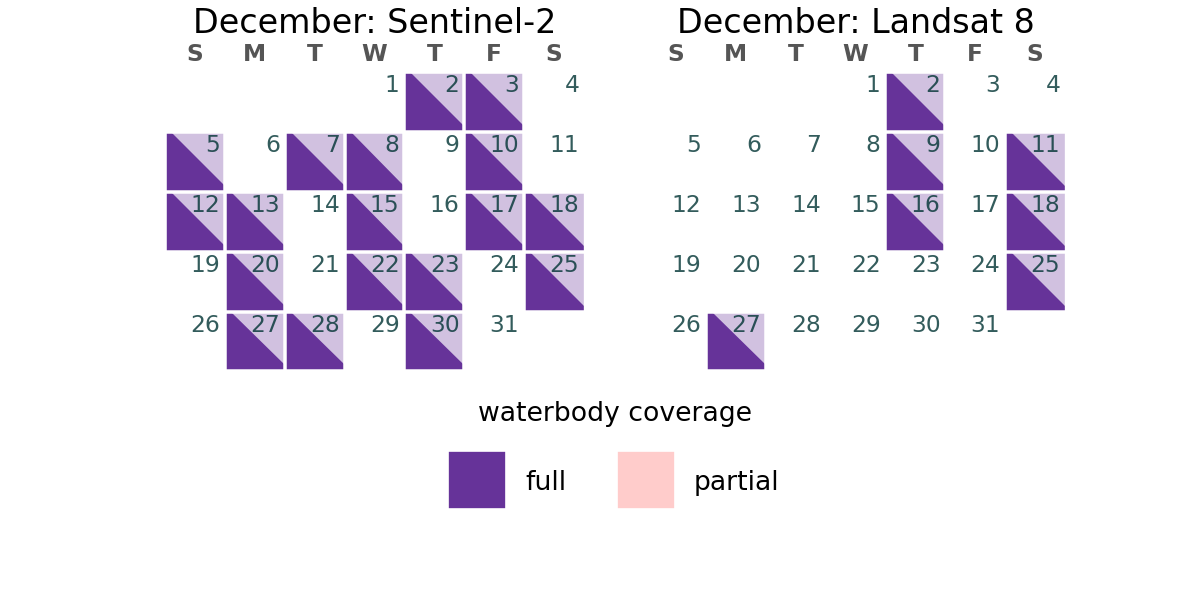 December: Sentinel-2
S M T W T F S
1 2 3 4
5 6 7 8 9 10 11
12 13 14 15 16 17 18
19 20 21 22 23 24 25
26 27 28 29 30 31
December: Landsat 8
S M T W T F S
1 2 3 4
5 6 7 8 9 10 11
12 13 14 15 16 17 18
19 20 21 22 23 24 25
26 27 28 29 30 31
waterbody coverage
full partial